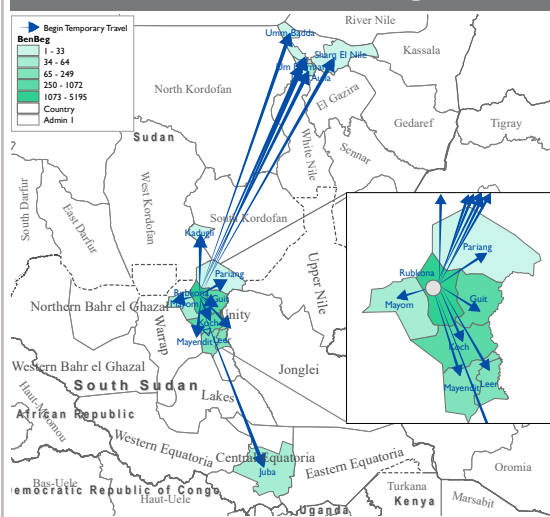 Begin Temporary Travel
BenBeg
1 - 33
34 - 64
65 - 249
250 - 1072
1073 - 5195
Country
Admin 1
River Nile
Umm Badda
Sharg El Nile
Kassala
North Kordofan
El Gazira
Gedaref
Tigray
Sudan
White Nile
Sennar
South Darfur
East Darfur
West Kordofan
South Kordofan
Kadugli
Pariang
Upper Nile
Rubkona
Guit
Mayom
Northern Bahr el Ghazal
Unity
Warrap
Koch
Mayendit
Leer
Western Bahr el Ghazal
Jonglei
South Sudan
Lakes
Haut-Mbomou
African Republic
Western Equatoria
Central Equatoria
Eastern Equatoria
Juba
Oromia
Bas-Uele
Haut-Uele
emocratic Republic of Congo
Turkana
Kenya
Marsabit
Uganda
Pariang
Rubkona
Mayom
Guit
Koch
Mayendit
Leer